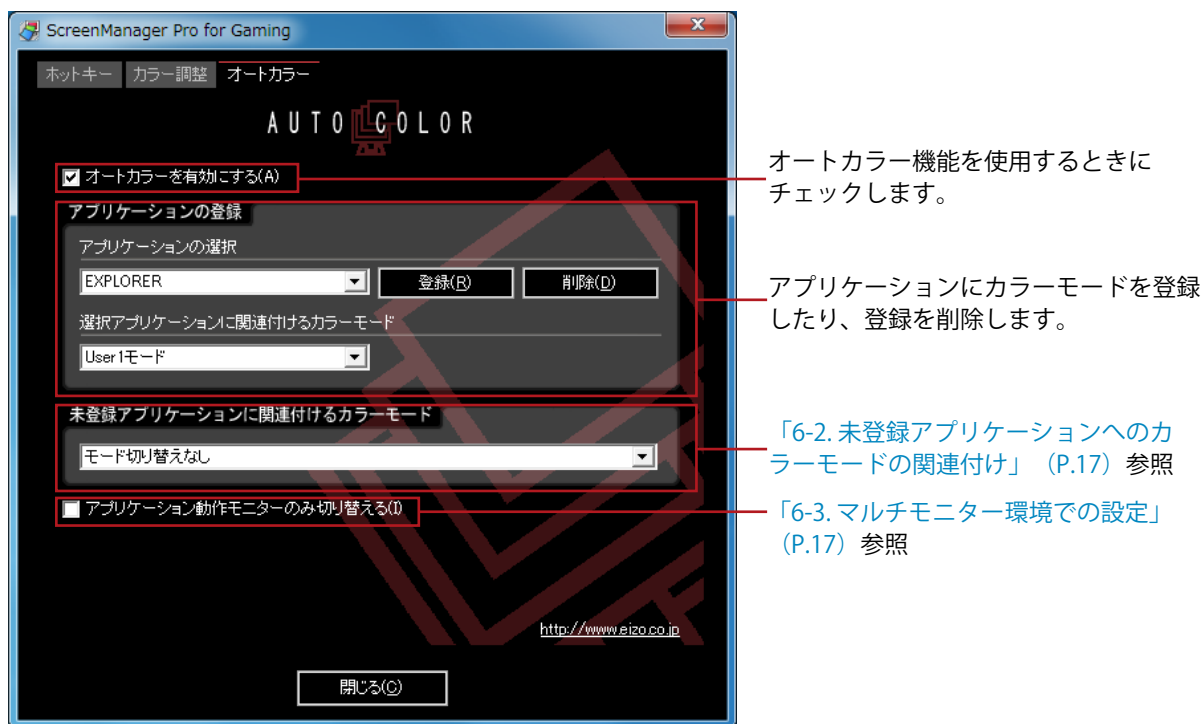 ScreenManager Pro for Gaming
ホットキー カラー調整 オートカラー
AUTO COLOR
オートカラーを有効にする(A)
オートカラー機能を使用するときに
チェックします。
アプリケーションの登録
アプリケーションの選択
EXPLORER 登録(R) 削除(D)
アプリケーションにカラーモードを登録
したり、登録を削除します。
選択アプリケーションに関連付けるカラーモード
User1モード
未登録アプリケーションに関連付けるカラーモード
モード切り替えなし
「6-2. 未登録アプリケーションへのカ
ラーモードの関連付け」（P.17）参照
アプリケーション動作モニターのみ切り替える(I)
「6-3. マルチモニター環境での設定」
（P.17）参照
http://www.eizo.co.jp
閉じる(C)